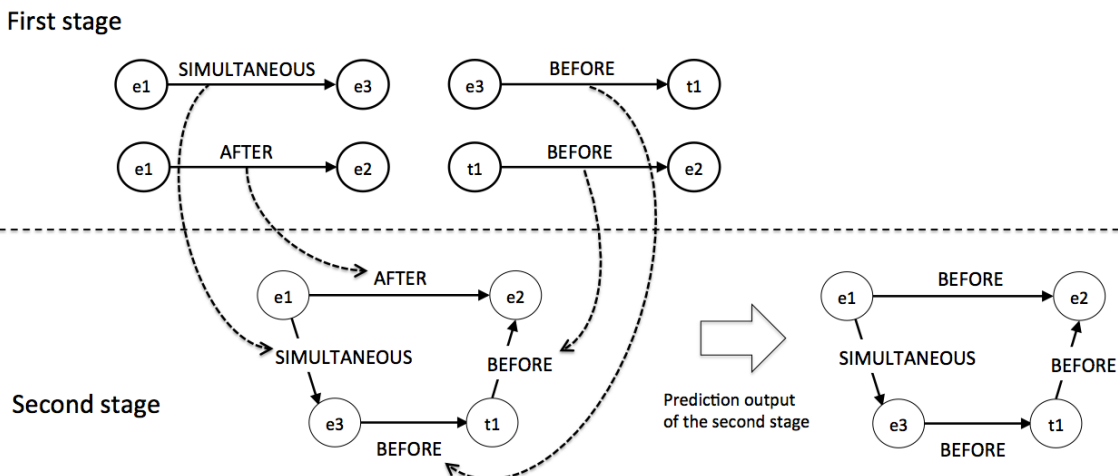 First stage
e1 SIMULTANEOUS e3
e3 BEFORE t1
e1 AFTER e2
t1 BEFORE e2
AFTER
e1
e2
SIMULTANEOUS
BEFORE
e3
t1
BEFORE
Second stage
Prediction output
of the second stage
BEFORE
e1
e2
SIMULTANEOUS
BEFORE
e3
t1
BEFORE